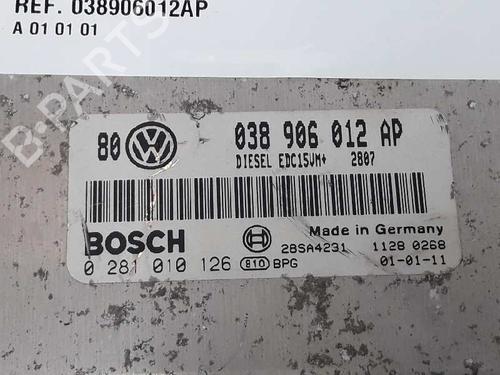 REF. 038906012AP
A 01 01 01
80 VW 038 906 012 AP
DIESEL EDC15VM+ 2807
BOSCH
Made in Germany
28SA4231 1128 0268
0 281 010 126 810 BPG 01-01-11
B-PARTS